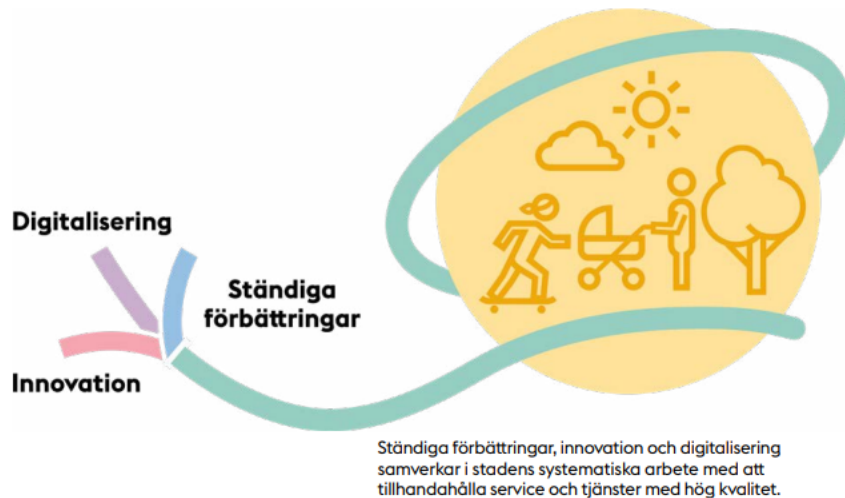 Digitalisering
Ständiga
förbättringar
Innovation
Ständiga förbättringar, innovation och digitalisering
samverkar i stadens systematiska arbete med att
tillhandahålla service och tjänster med hög kvalitet.